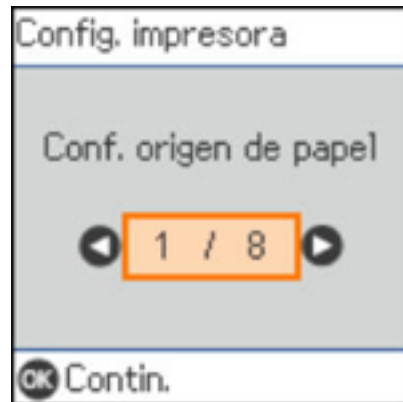 Config. impresora
Conf. origen de papel
1 / 8
OK Contin.